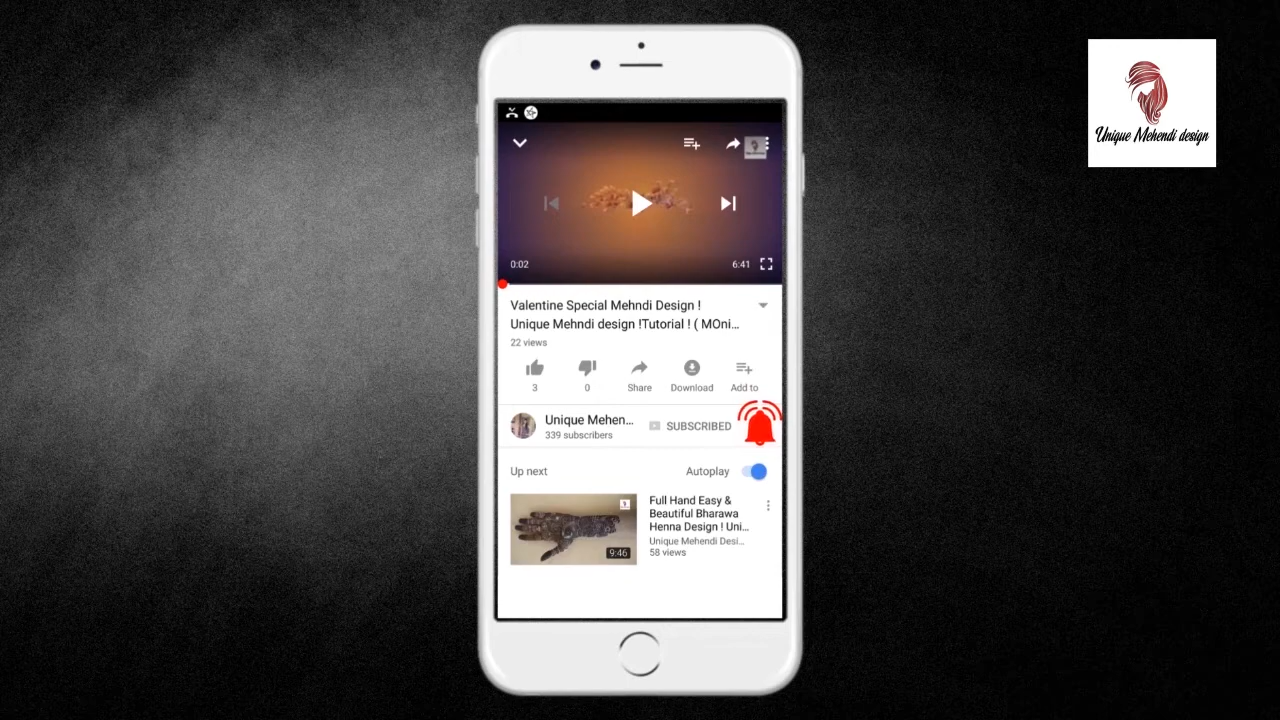 Unique Mehendi design
0:02
6:41
Valentine Special Mehndi Design !
Unique Mehndi design !Tutorial ! ( MOni...
22 views
3
0
Share
Download
Add to
Unique Mehen...
SUBSCRIBED
339 subscribers
Up next
Autoplay
Full Hand Easy &
Beautiful Bharawa
Henna Design ! Uni...
Unique Mehendi Desi...
58 views
9:46